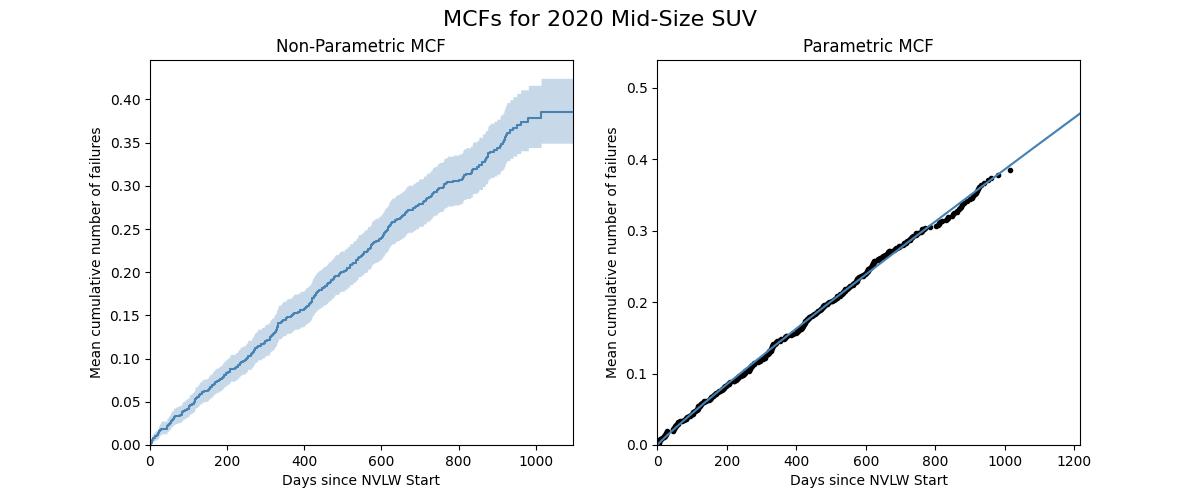 MCFs for 2020 Mid-Size SUV
Non-Parametric MCF
Mean cumulative number of failures
0.40
0.35
0.30
0.25
0.20
0.15
0.10
0.05
0.00
0 200 400 600 800 1000
Days since NVLW Start
Parametric MCF
Mean cumulative number of failures
0.5
0.4
0.3
0.2
0.1
0.0
0 200 400 600 800 1000 1200
Days since NVLW Start